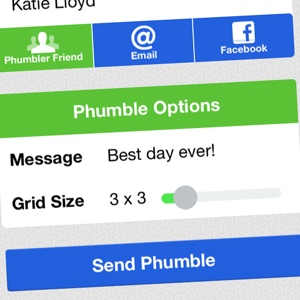 Katie Lloyd
Phumbler Friend
@
Email
f
Facebook
Phumble Options
Message Best day ever!
Grid Size 3 x 3
Send Phumble